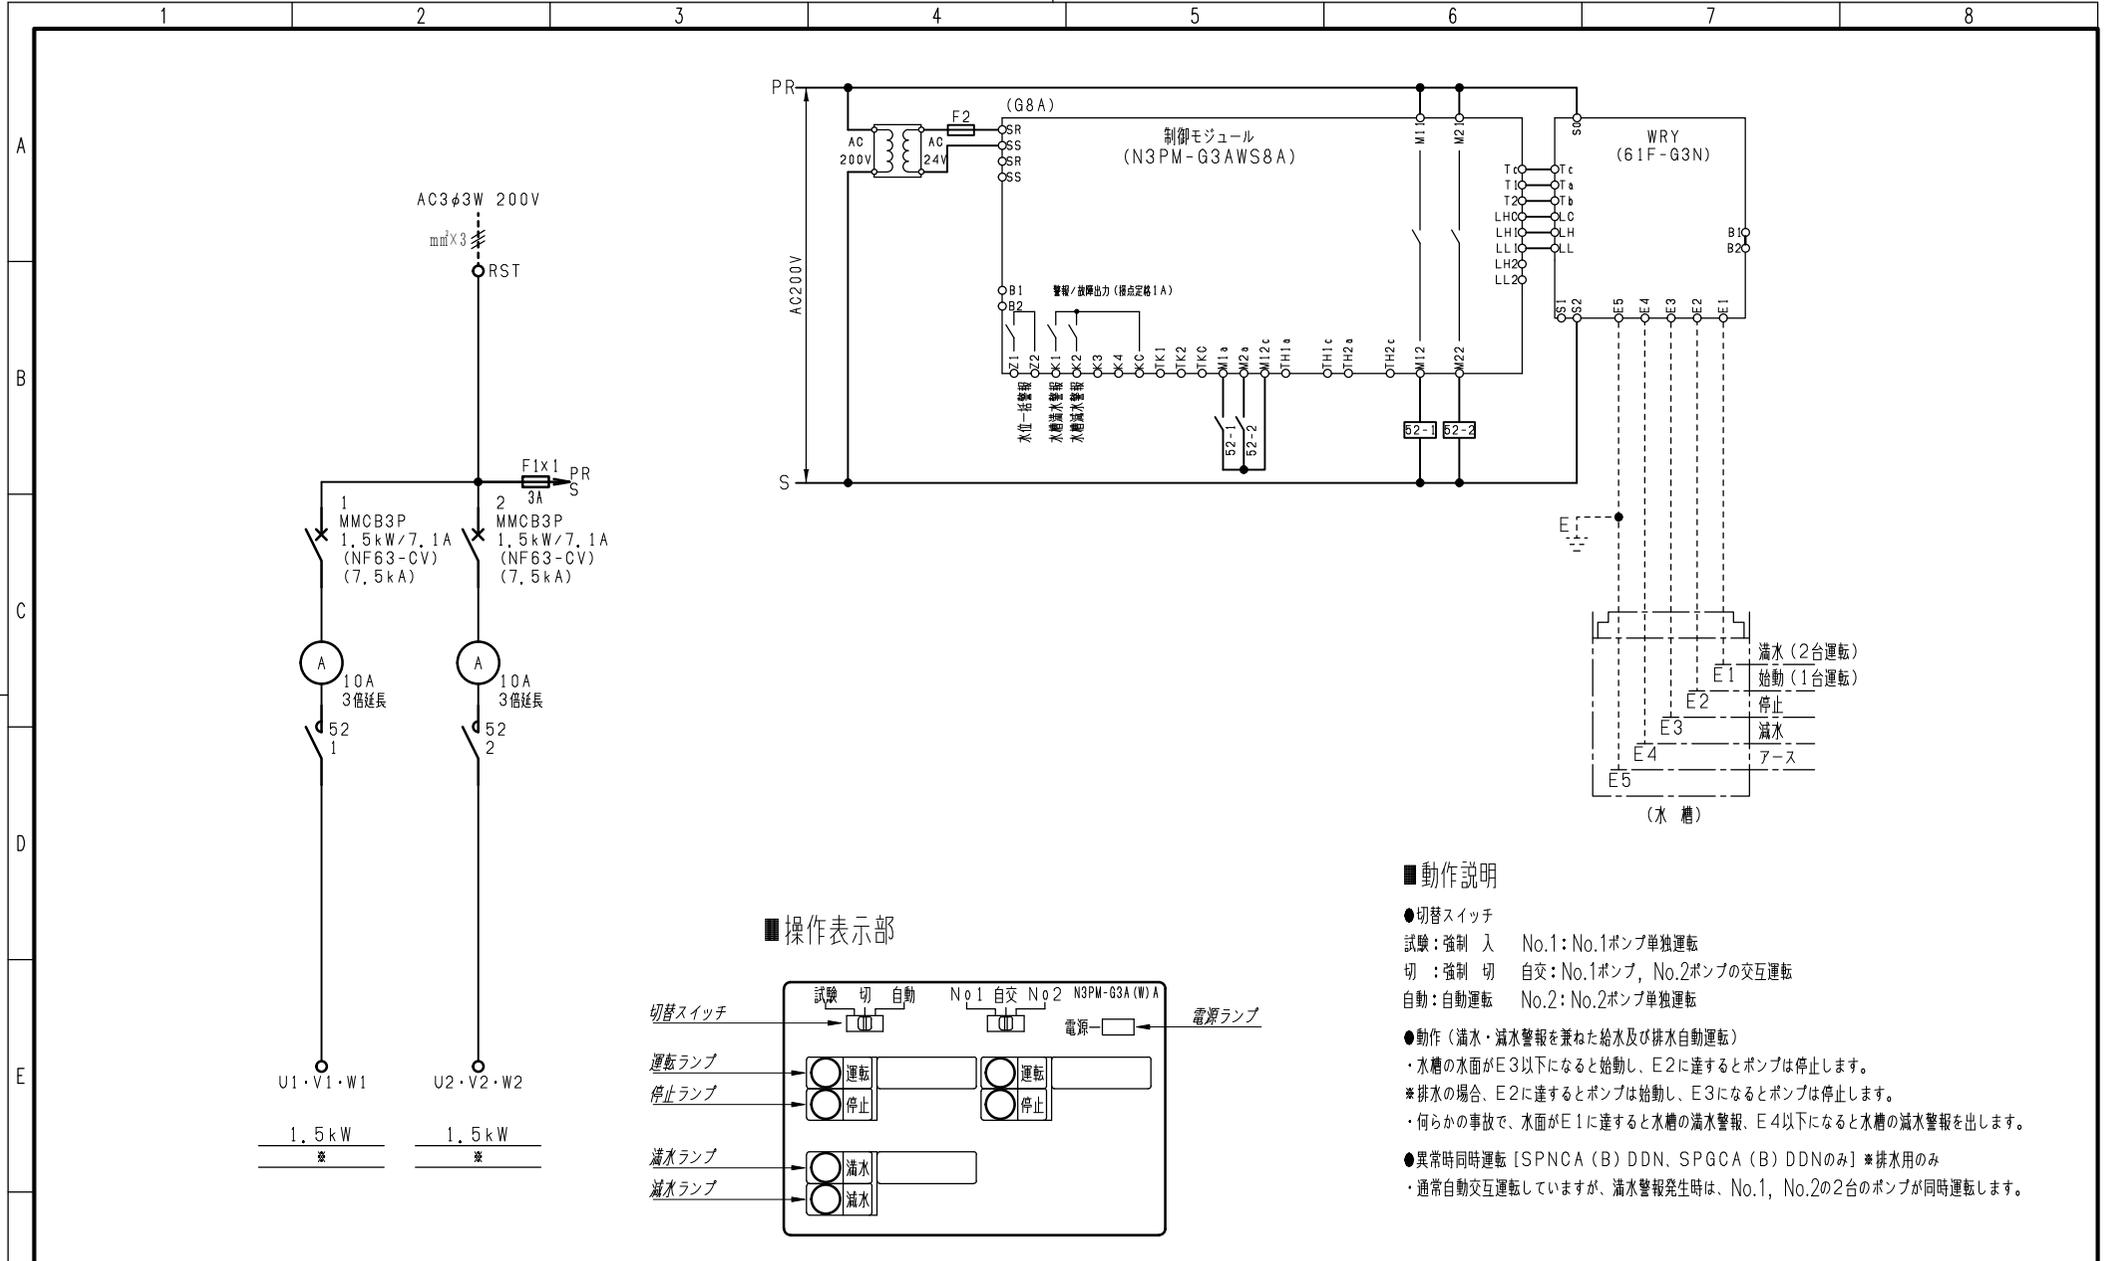 1 2 3 4 5 6 7 8
A
B
C
D
E
AC3φ3W 200V
mm²×3
RST
F1×1
3A
PR
S
1
MMCB3P
1.5kW/7.1A
(NF63-CV)
(7.5kA)
2
MMCB3P
1.5kW/7.1A
(NF63-CV)
(7.5kA)
A
10A
3倍延長
A
10A
3倍延長
52
1
52
2
U1・V1・W1
U2・V2・W2
1.5kW
※
1.5kW
※
PR
AC200V
S
AC
200V
AC
24V
F2
(G8A)
SR
SS
SR
SS
制御モジュール
(N3PM-G3AWS8A)
M11
M21
B1
B2
警報/故障出力(接点定格1A)
Z1
Z2
K1
K2
K3
K4
KC
TK1
TK2
TKC
M1a
M2a
M12c
TH1a
TH1c
TH2a
TH2c
M12
M22
水位一括警報
水槽満水警報
水槽減水警報
52-1
52-2
52-1
52-2
Tc
T1
T2
LHC
LH1
LL1
LH2
LL2
S0
WRY
(61F-G3N)
Tc
Ta
Tb
LC
LH
LL
B1
B2
S1
S2
E5
E4
E3
E2
E1
E
満水(2台運転)
E1
始動(1台運転)
E2
停止
E3
減水
E4
アース
E5
(水 槽)
■操作表示部
試験 切 自動
No1 自交 No2
N3PM-G3A(W)A
切替スイッチ
電源
電源ランプ
運転ランプ
運転
運転
停止ランプ
停止
停止
満水ランプ
満水
減水ランプ
減水
■動作説明
●切替スイッチ
試験:強制 入 No.1:No.1ポンプ単独運転
切 :強制 切 自交:No.1ポンプ, No.2ポンプの交互運転
自動:自動運転 No.2:No.2ポンプ単独運転
●動作(満水・減水警報を兼ねた給水及び排水自動運転)
・水槽の水面がE3以下になると始動し、E2に達するとポンプは停止します。
※排水の場合、E2に達するとポンプは始動し、E3になるとポンプは停止します。
・何らかの事故で、水面がE1に達すると水槽の満水警報、E4以下になると水槽の減水警報を出します。
●異常時同時運転[SPNCA(B)DDN、SPGCA(B)DDNのみ]※排水用のみ
・通常自動交互運転していますが、満水警報発生時は、No.1, No.2の2台のポンプが同時運転します。